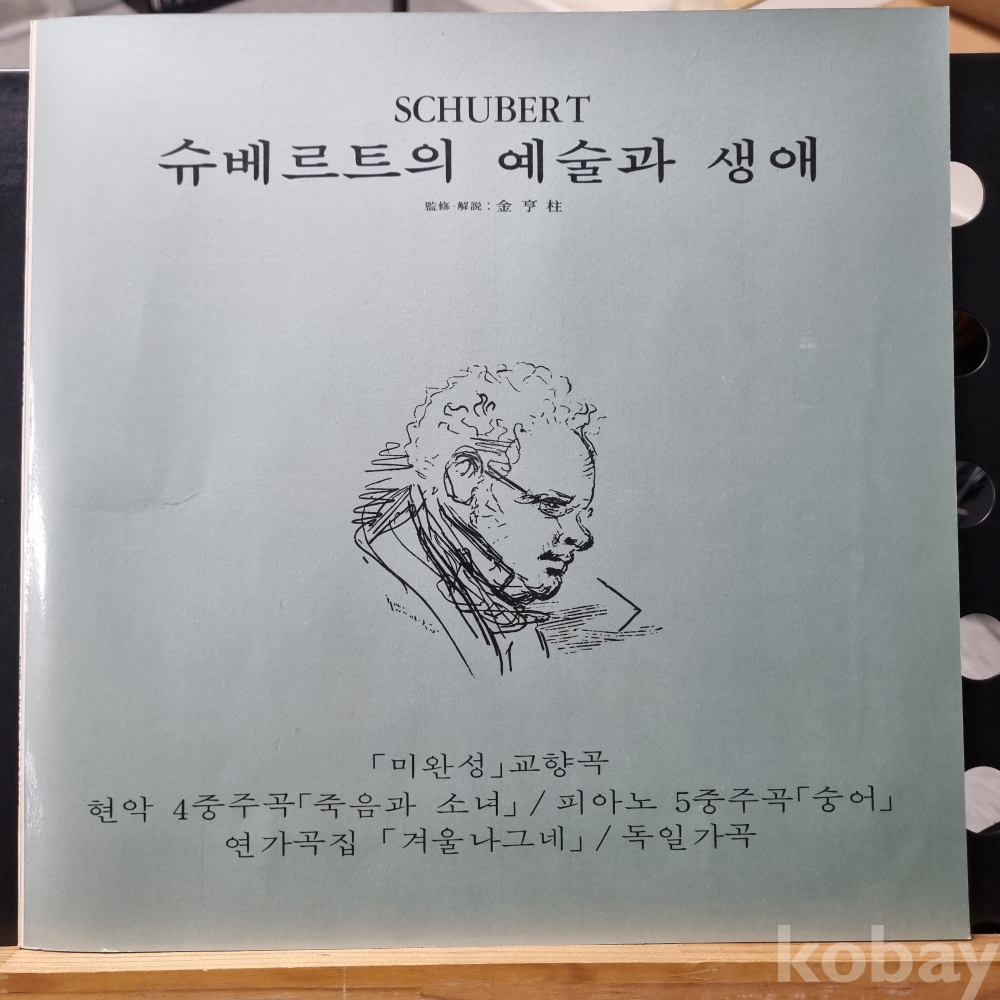 SCHUBERT
슈베르트의 예술과 생애
監修·解説: 金亨柱
「미완성」교향곡
현악 4중주곡「죽음과 소녀」/ 피아노 5중주곡「숭어」
연가곡집 「겨울나그네」/ 독일가곡
kobay